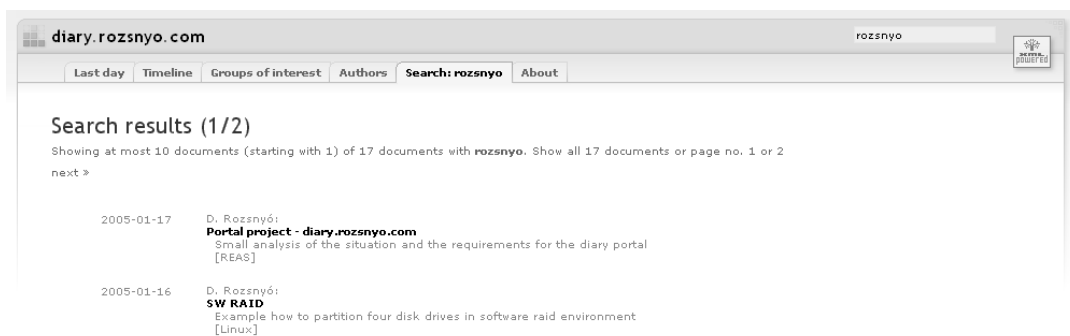 diary.rozsnyo.com
rozsnyo
powered
Last day Timeline Groups of interest Authors Search: rozsnyo About
Search results (1/2)
Showing at most 10 documents (starting with 1) of 17 documents with rozsnyo. Show all 17 documents or page no. 1 or 2
next »
2005-01-17 D. Rozsnyó:
Portal project - diary.rozsnyo.com
Small analysis of the situation and the requirements for the diary portal
[REAS]
2005-01-16 D. Rozsnyó:
SW RAID
Example how to partition four disk drives in software raid environment
[Linux]